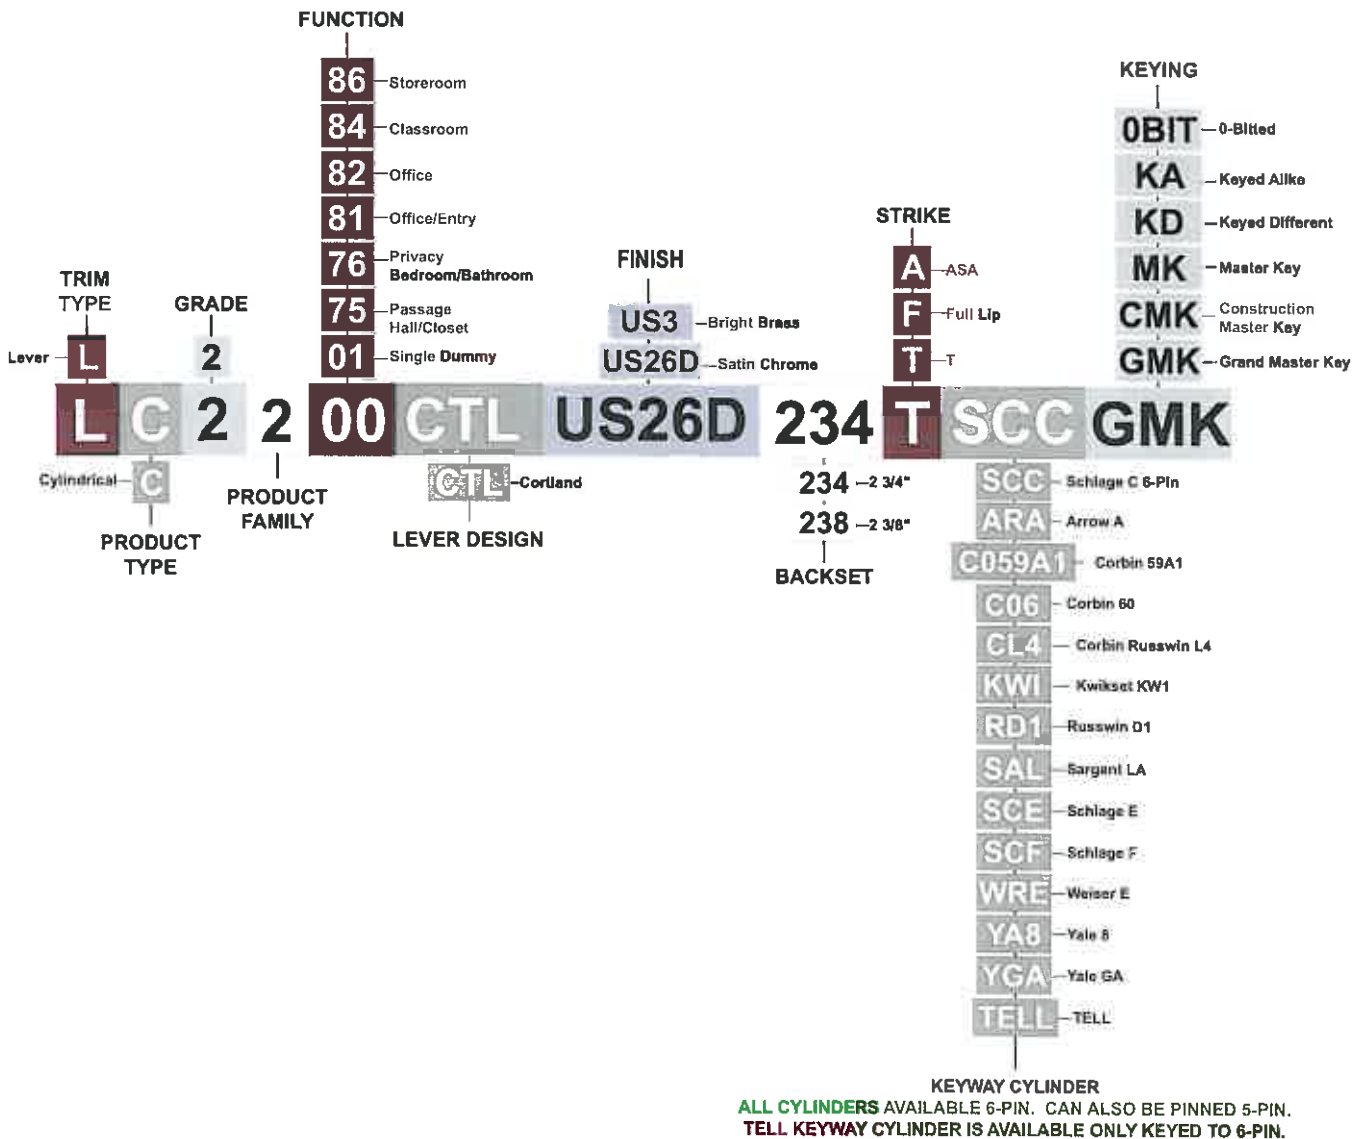 FUNCTION
86 Storeroom
84 Classroom
82 Office
81 Office/Entry
76 Privacy
Bedroom/Bathroom
75 Passage
Hall/Closet
01 Single Dummy
KEYING
0BIT 0-Bitted
KA Keyed Alike
KD Keyed Different
MK Master Key
CMK Construction
Master Key
GMK Grand Master Key
STRIKE
A ASA
F Full Lip
T T
FINISH
US3 Bright Brass
US26D Satin Chrome
TRIM
TYPE
Lever L
GRADE
2
L C 2 2 00 CTL US26D 234 T SCC GMK
Cylindrical C
PRODUCT
TYPE
PRODUCT
FAMILY
CTL Cortland
LEVER DESIGN
234 2 3/4"
238 2 3/8"
BACKSET
SCC Schlage C 6-Pin
ARA Arrow A
C059A1 Corbin 59A1
C06 Corbin 60
CL4 Corbin Russwin L4
KWI Kwikset KW1
RD1 Russwin D1
SAL Sargent LA
SCE Schlage E
SCF Schlage F
WRE Weiser E
YA8 Yale 8
YGA Yale GA
TELL TELL
KEYWAY CYLINDER
ALL CYLINDERS AVAILABLE 6-PIN. CAN ALSO BE PINNED 5-PIN.
TELL KEYWAY CYLINDER IS AVAILABLE ONLY KEYED TO 6-PIN.